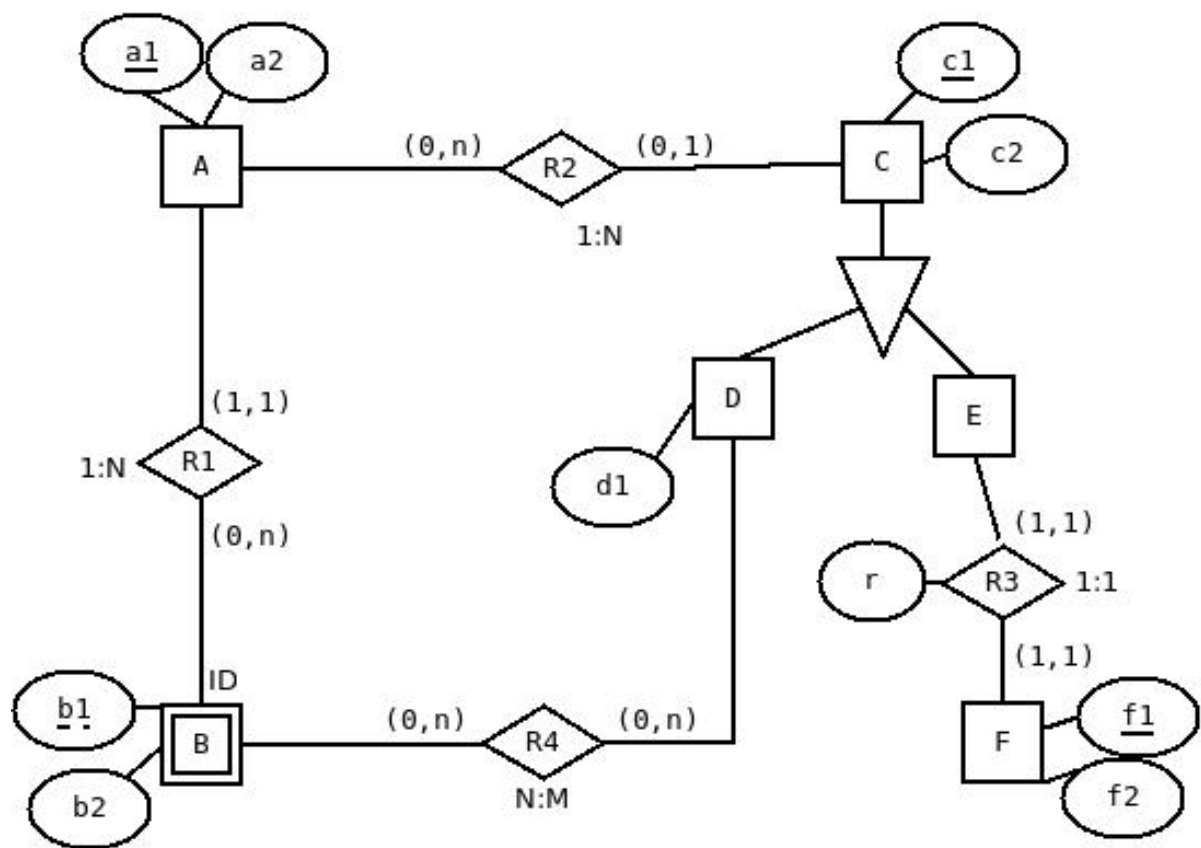 a1
a2
c1
c2
A
(0,n)
R2
(0,1)
C
1:N
(1,1)
D
E
1:N
R1
d1
(0,n)
(1,1)
r
R3
1:1
(1,1)
ID
b1
B
(0,n)
R4
(0,n)
f1
F
b2
N:M
f2